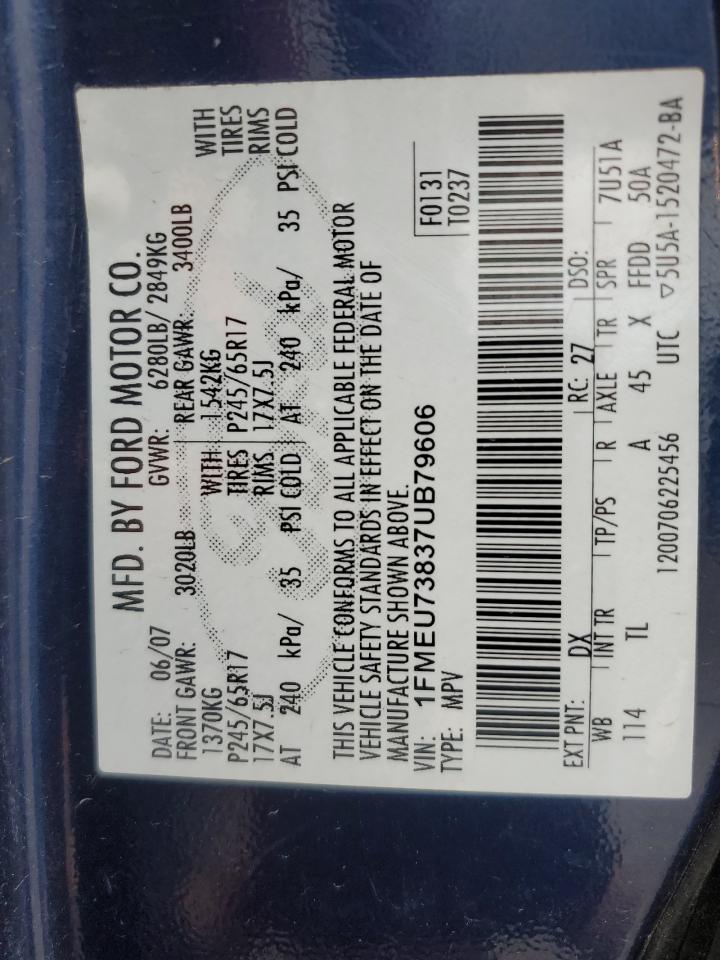 MFD. BY FORD MOTOR CO.
DATE: 06/07 GVWR: 6280LB/ 2849KG
FRONT GAWR: 3020LB REAR GAWR: 3400LB
1370KG WITH 1542KG WITH
P245/65R17 TIRES P245/65R17 TIRES
17X7.5J RIMS 17X7.5J RIMS
AT 240 kPa/ 35 PSI COLD AT 240 kPa/ 35 PSI COLD
THIS VEHICLE CONFORMS TO ALL APPLICABLE FEDERAL MOTOR
VEHICLE SAFETY STANDARDS IN EFFECT ON THE DATE OF
MANUFACTURE SHOWN ABOVE.
VIN: 1FMEU73837UB79606 F0131
TYPE: MPV T0237
EXT PNT: DX RC: 27 DSO:
WB INT TR TP/PS R AXLE TR SPR 7U51A
114 TL A 45 X FFDD 50A
1200706225456 UTC ▽5U5A-1520472-BA